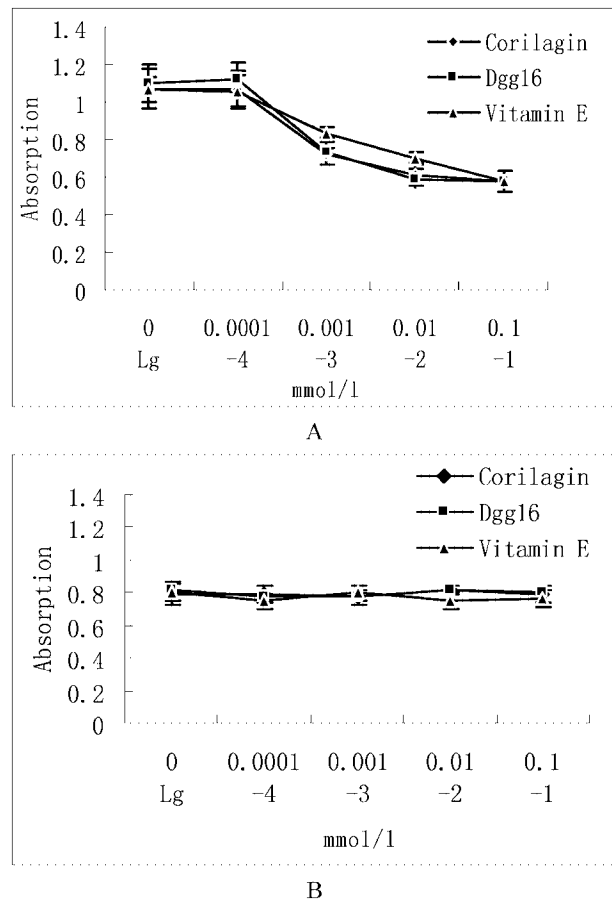 1.4
1.2
1
0.8
0.6
0.4
0.2
0
Absorption
Corilagin
Dgg16
Vitamin E
0 0.0001 0.001 0.01 0.1
Lg -4 -3 -2 -1
mmol/l
A
1.4
1.2
1
0.8
0.6
0.4
0.2
0
Absorption
Corilagin
Dgg16
Vitamin E
0 0.0001 0.001 0.01 0.1
Lg -4 -3 -2 -1
mmol/l
B